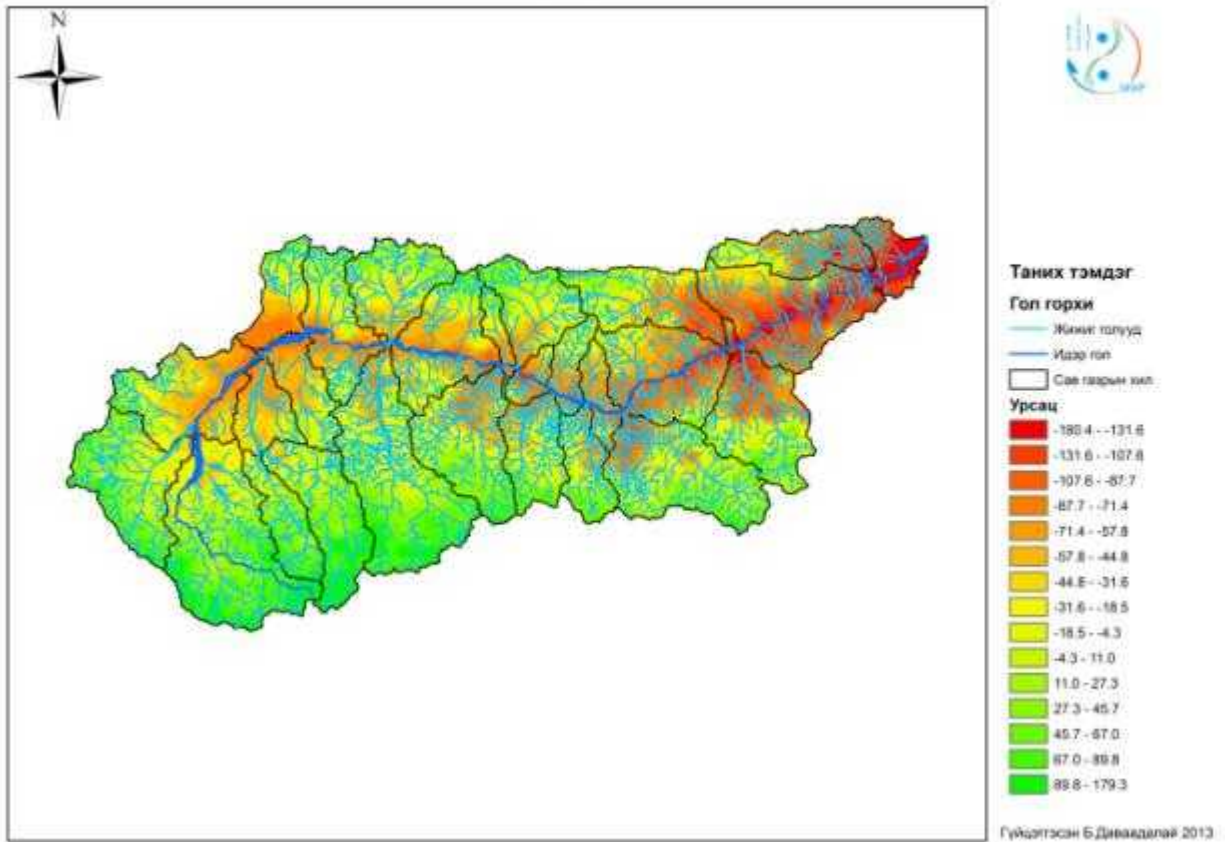 N
Таних тэмдэг
Гол горхи
Жижиг голууд
Идэр гол
Сав газрын хил
Урсац
-180.4 - -131.6
-131.6 - -107.6
-107.6 - -87.7
-87.7 - -71.4
-71.4 - -57.8
-57.8 - -44.8
-44.8 - -31.6
-31.6 - -18.5
-18.5 - -4.3
-4.3 - 11.0
11.0 - 27.3
27.3 - 45.7
45.7 - 67.0
67.0 - 89.8
89.8 - 179.3
Гүйцэтгэсэн Б.Даваадалай 2013